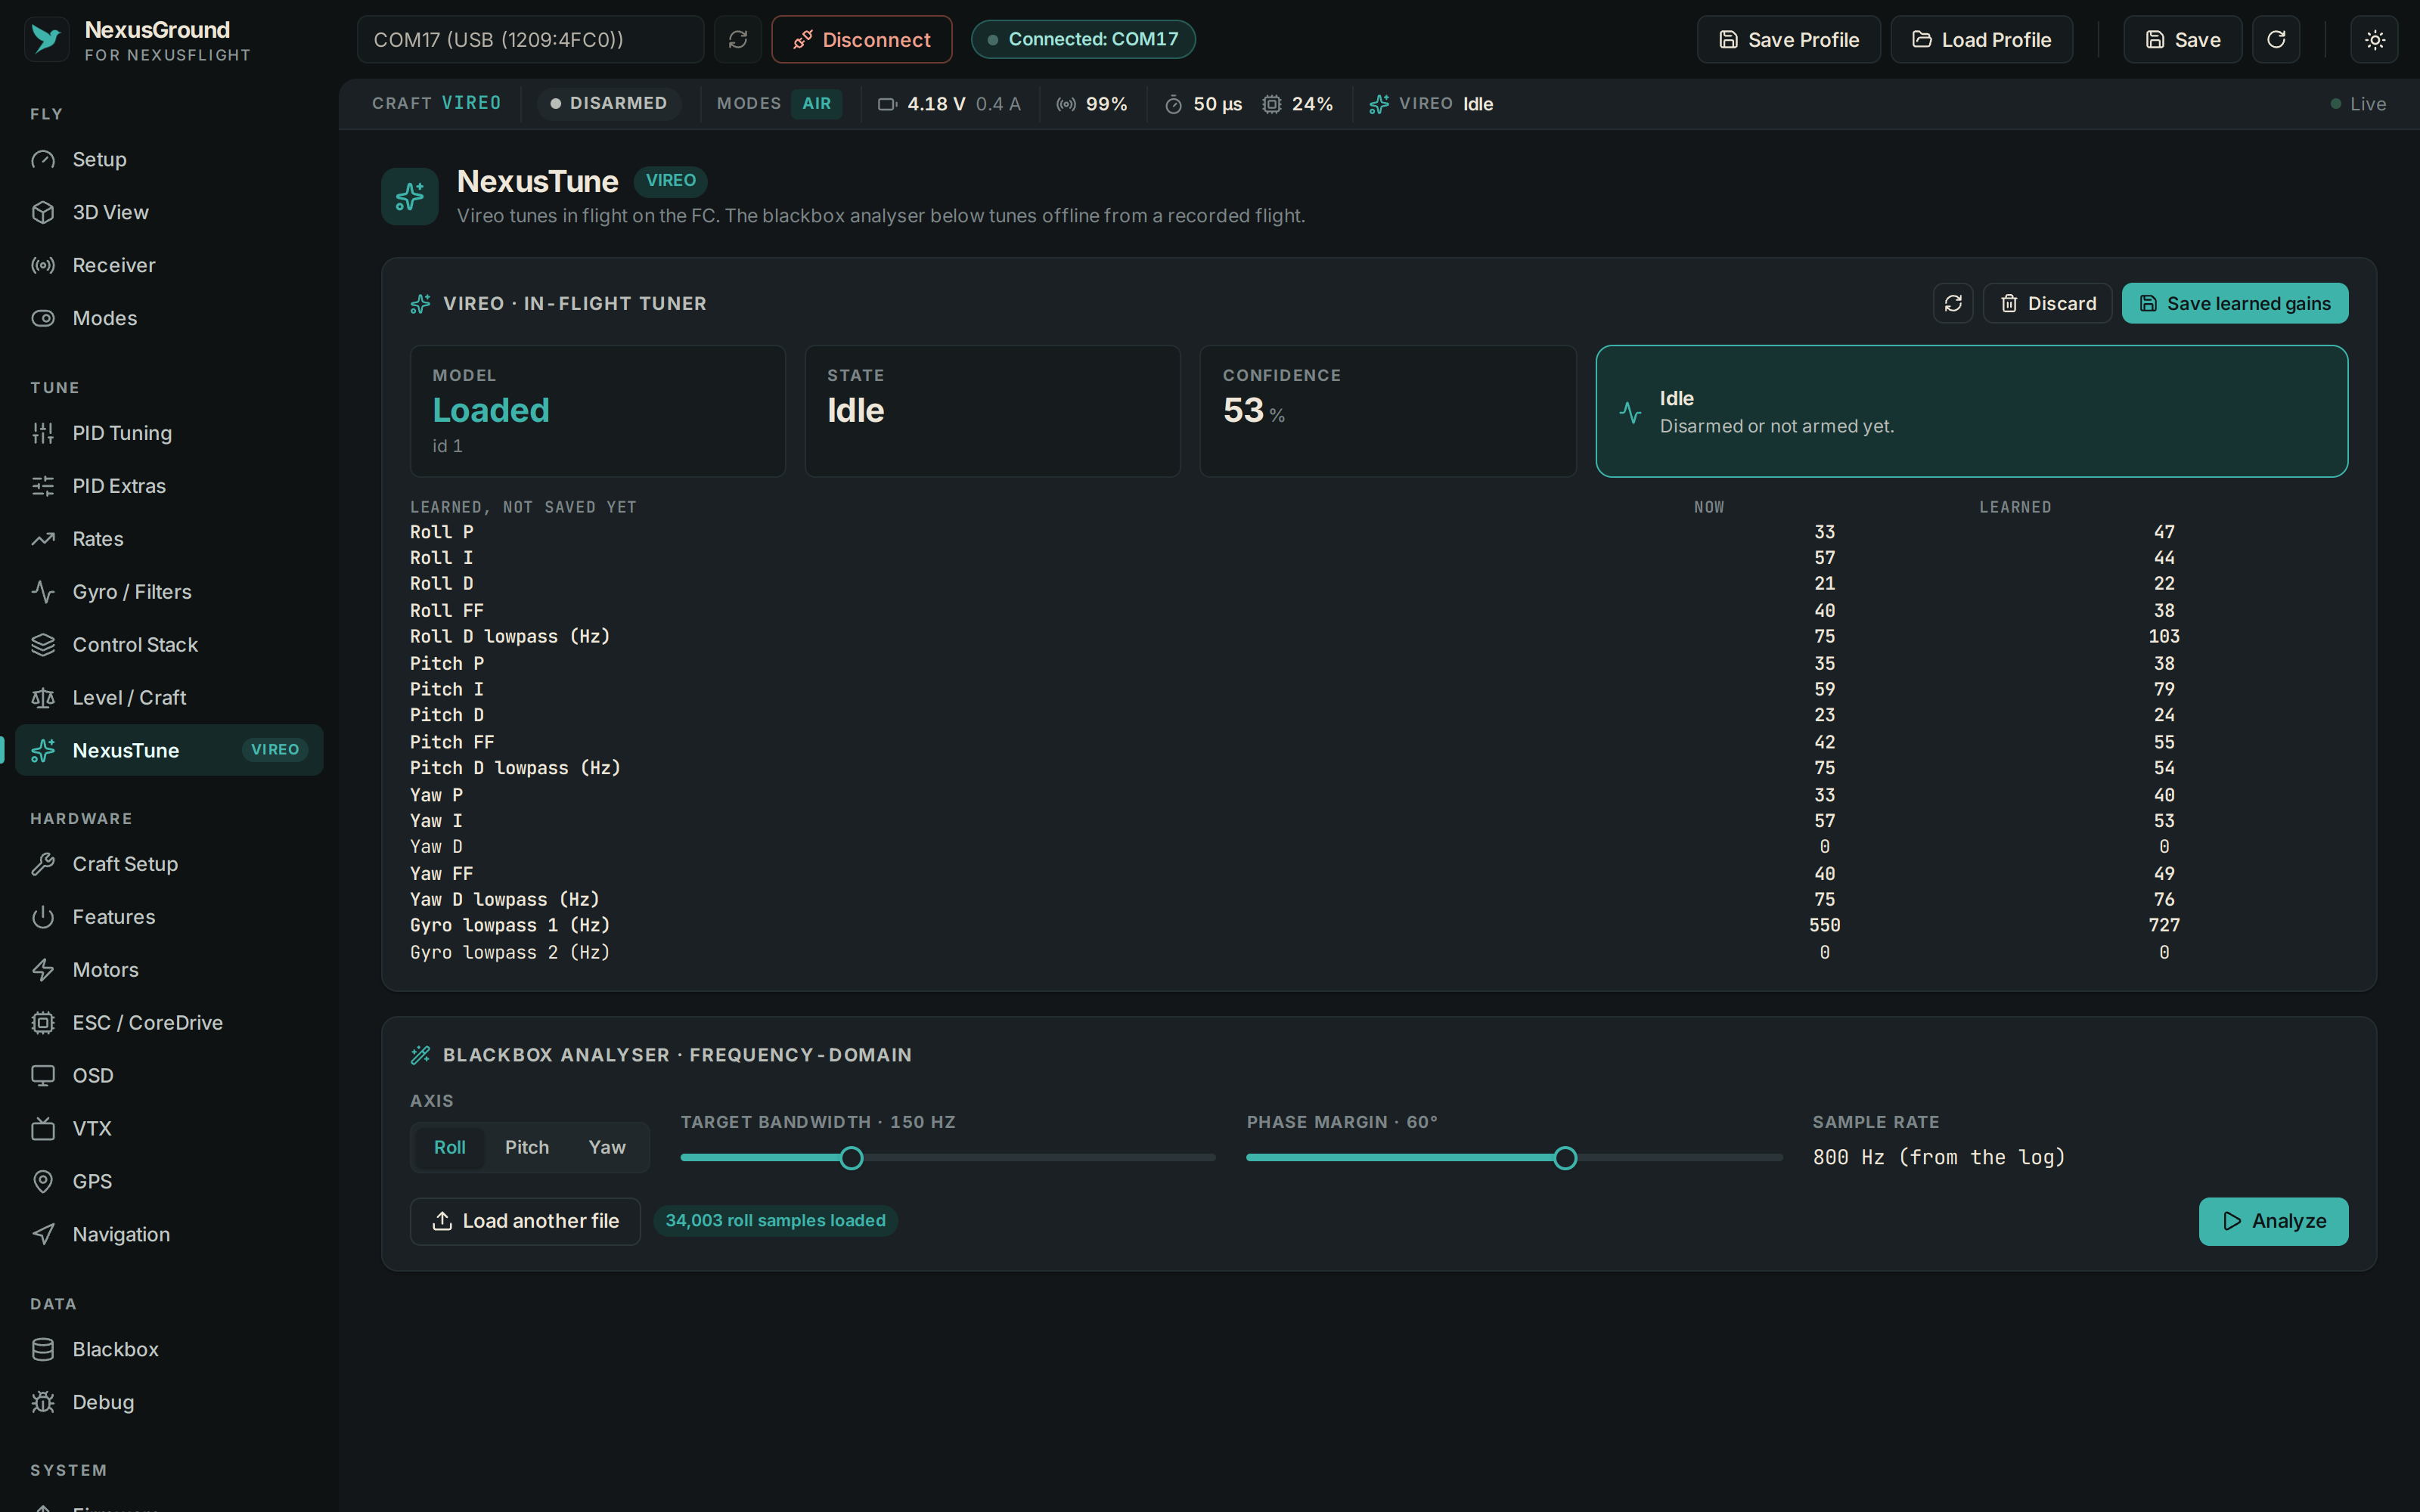 NexusGround
FOR NEXUSFLIGHT
COM17 (USB (1209:4FC0))
Disconnect
Connected: COM17
Save Profile
Load Profile
Save
CRAFT VIREO
DISARMED
MODES AIR
4.18 V 0.4 A
99%
50 µs
24%
VIREO Idle
Live
FLY
Setup
3D View
Receiver
Modes
TUNE
PID Tuning
PID Extras
Rates
Gyro / Filters
Control Stack
Level / Craft
NexusTune VIREO
HARDWARE
Craft Setup
Features
Motors
ESC / CoreDrive
OSD
VTX
GPS
Navigation
DATA
Blackbox
Debug
SYSTEM
NexusTune VIREO
Vireo tunes in flight on the FC. The blackbox analyser below tunes offline from a recorded flight.
VIREO · IN-FLIGHT TUNER
Discard
Save learned gains
MODEL
Loaded
id 1
STATE
Idle
CONFIDENCE
53 %
Idle
Disarmed or not armed yet.
LEARNED, NOT SAVED YET NOW LEARNED
Roll P 33 47
Roll I 57 44
Roll D 21 22
Roll FF 40 38
Roll D lowpass (Hz) 75 103
Pitch P 35 38
Pitch I 59 79
Pitch D 23 24
Pitch FF 42 55
Pitch D lowpass (Hz) 75 54
Yaw P 33 40
Yaw I 57 53
Yaw D 0 0
Yaw FF 40 49
Yaw D lowpass (Hz) 75 76
Gyro lowpass 1 (Hz) 550 727
Gyro lowpass 2 (Hz) 0 0
BLACKBOX ANALYSER · FREQUENCY-DOMAIN
AXIS
Roll Pitch Yaw
TARGET BANDWIDTH · 150 HZ
PHASE MARGIN · 60°
SAMPLE RATE
800 Hz (from the log)
Load another file
34,003 roll samples loaded
Analyze